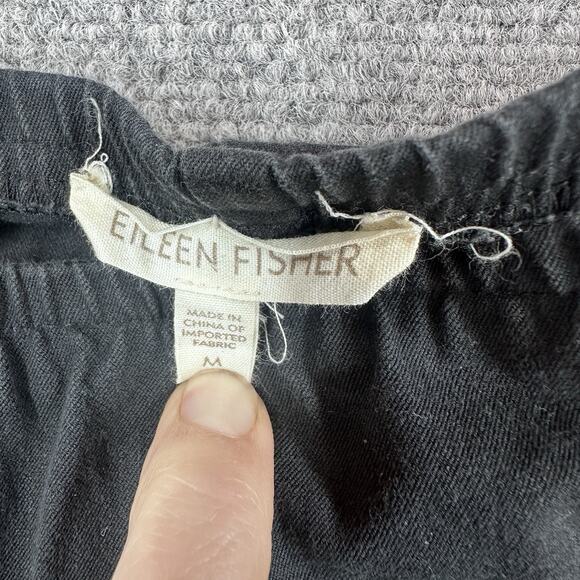 EILEEN FISHER
MADE IN
CHINA OF
IMPORTED
FABRIC
M